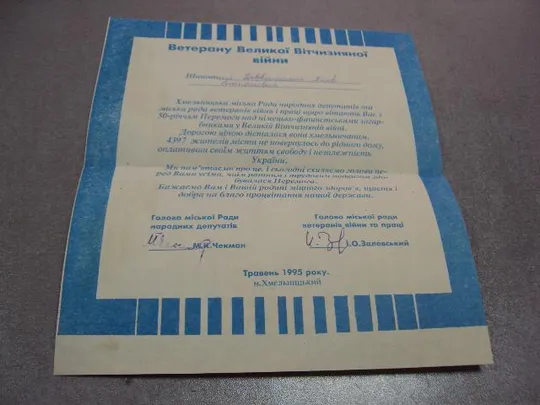 Ветерану Великої Вітчизняної
війни
Хмельницька міська Рада народних депутатів та
міська рада ветеранів війни і праці щиро вітають Вас з
50-річчям Перемоги над німецько-фашистськими загар-
бниками у Великій Вітчизняній війні.
Дорогою ціною дісталася вона хмельничанам.
4397 жителів міста не повернулось до рідного дому,
оплативши своїм життям свободу і незалежність
України.
Ми пам'ятаємо про це, і сьогодні схиляємо голови пе-
ред Вами усіма, чиїм ратним і трудовим подвигом здо-
бувалася Перемога.
Бажаємо Вам і Вашій родині міцного здоров'я, щастя і
добра на благо процвітання нашої держави.
Голова міської Ради
народних депутатів
М.К.Чекман
Голова міської ради
ветеранів війни та праці
І.О.Залевський
Травень 1995 року.
м.Хмельницький